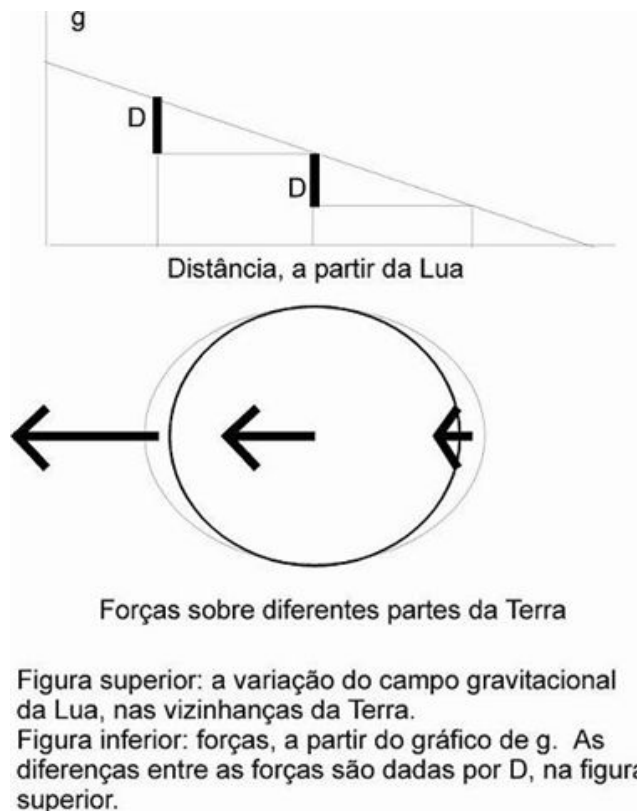 g
D
D
Distância, a partir da Lua
Forças sobre diferentes partes da Terra
Figura superior: a variação do campo gravitacional
da Lua, nas vizinhanças da Terra.
Figura inferior: forças, a partir do gráfico de g. As
diferenças entre as forças são dadas por D, na figura
superior.